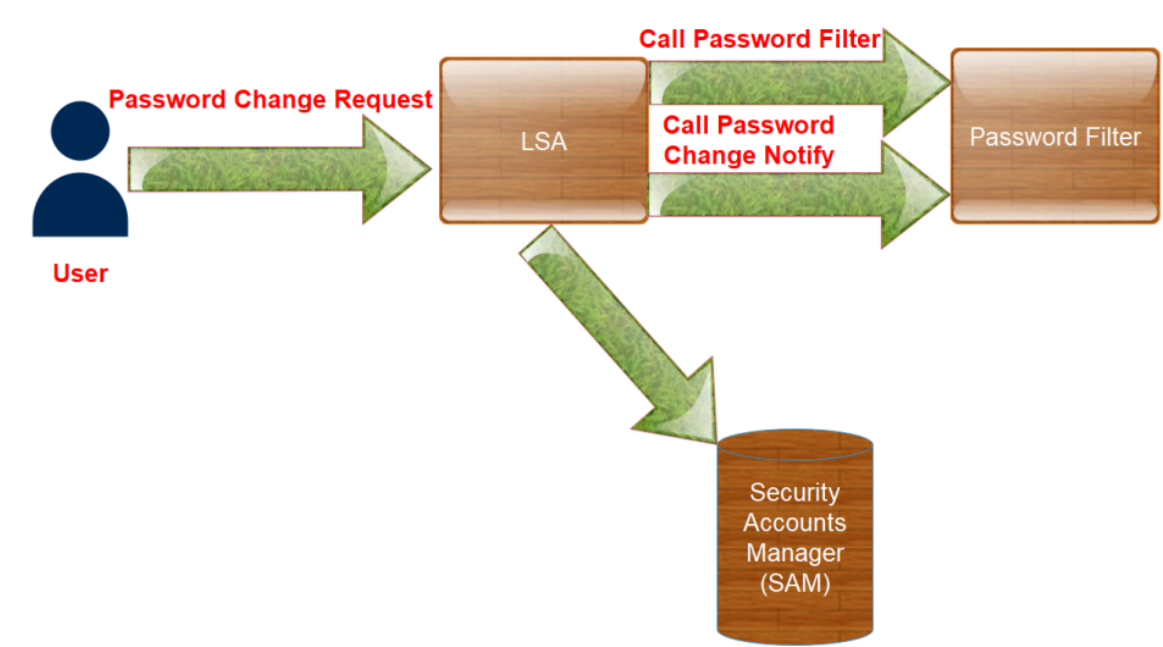 Call Password Filter
Password Change Request
LSA
Call Password
Change Notify
Password Filter
User
Security
Accounts
Manager
(SAM)